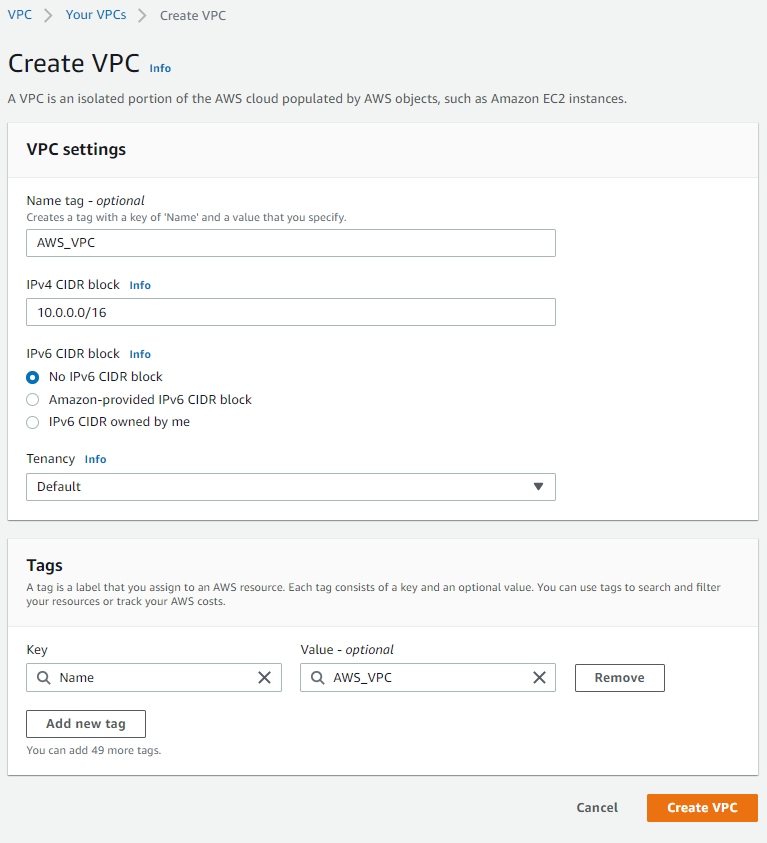 VPC > Your VPCs > Create VPC
Create VPC Info
A VPC is an isolated portion of the AWS cloud populated by AWS objects, such as Amazon EC2 instances.
VPC settings
Name tag - optional
Creates a tag with a key of 'Name' and a value that you specify.
AWS_VPC
IPv4 CIDR block Info
10.0.0.0/16
IPv6 CIDR block Info
No IPv6 CIDR block
Amazon-provided IPv6 CIDR block
IPv6 CIDR owned by me
Tenancy Info
Default
Tags
A tag is a label that you assign to an AWS resource. Each tag consists of a key and an optional value. You can use tags to search and filter
your resources or track your AWS costs.
Key Value - optional
Name AWS_VPC Remove
Add new tag
You can add 49 more tags.
Cancel Create VPC